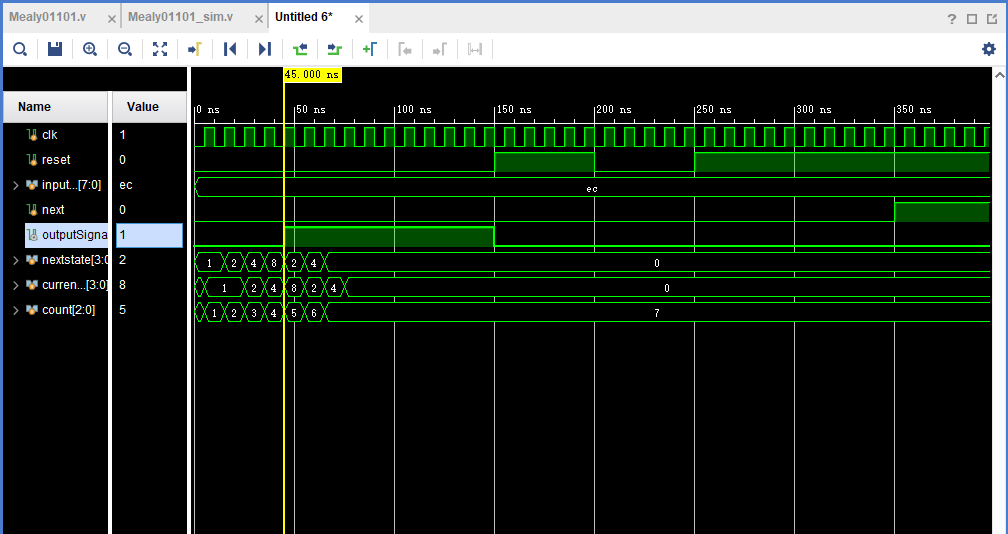 Mealy01101.v × Mealy01101_sim.v × Untitled 6* ×
?
45.000 ns
Name Value
0 ns 50 ns 100 ns 150 ns 200 ns 250 ns 300 ns 350 ns
clk 1
reset 0
input...[7:0] ec ec
next 0
outputSigna 1
nextstate[3:0 2 1 2 4 8 2 4 0
curren...[3:0] 8 1 2 4 8 2 4 0
count[2:0] 5 1 2 3 4 5 6 7